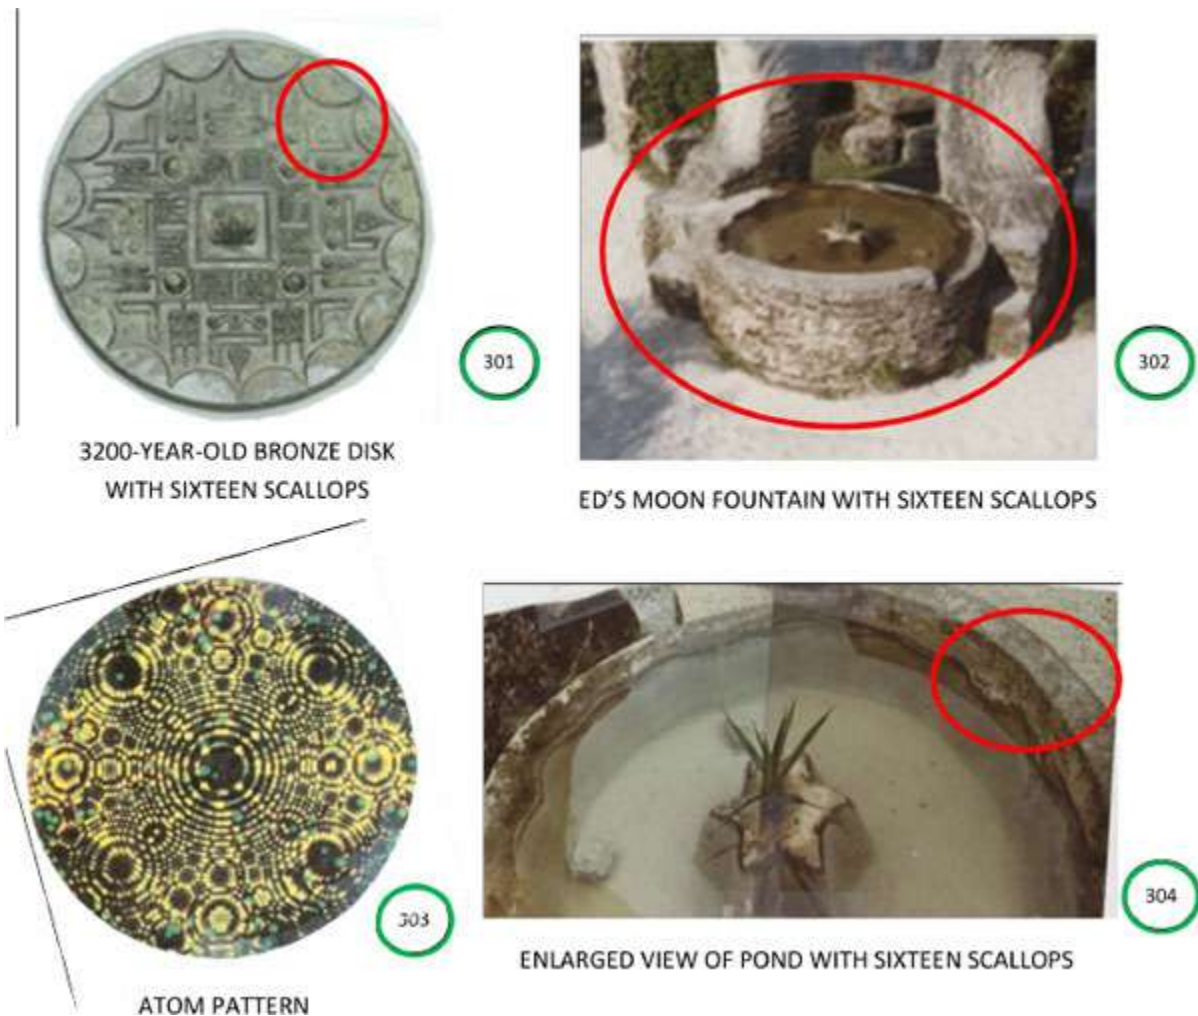 301
302
3200-YEAR-OLD BRONZE DISK
WITH SIXTEEN SCALLOPS
ED'S MOON FOUNTAIN WITH SIXTEEN SCALLOPS
303
304
ATOM PATTERN
ENLARGED VIEW OF POND WITH SIXTEEN SCALLOPS